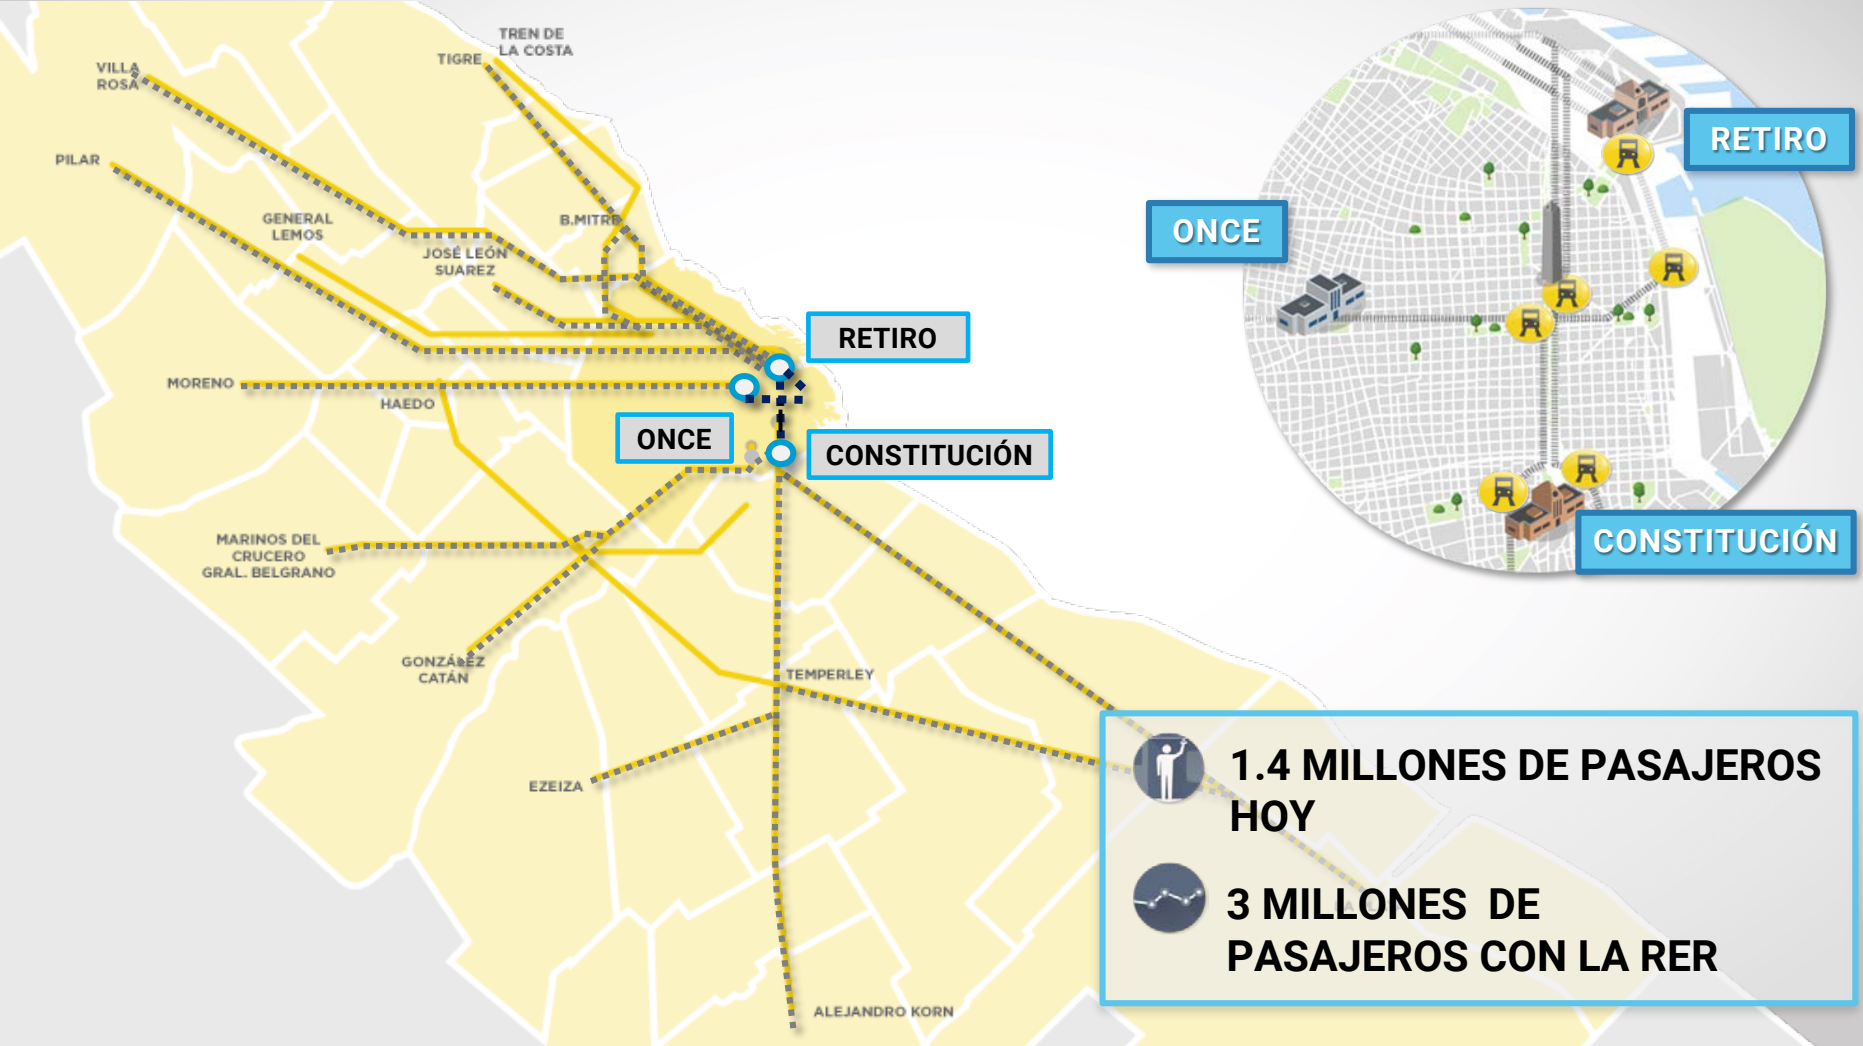 TREN DE
LA COSTA
TIGRE
VILLA
ROSA
PILAR
GENERAL
LEMOS
B.MITRE
JOSÉ LEÓN
SUAREZ
MORENO
HAEDO
RETIRO
ONCE
CONSTITUCIÓN
MARINOS DEL
CRUCERO
GRAL. BELGRANO
GONZÁLEZ
CATÁN
TEMPERLEY
EZEIZA
ALEJANDRO KORN
RETIRO
ONCE
CONSTITUCIÓN
1.4 MILLONES DE PASAJEROS
HOY
3 MILLONES DE
PASAJEROS CON LA RER